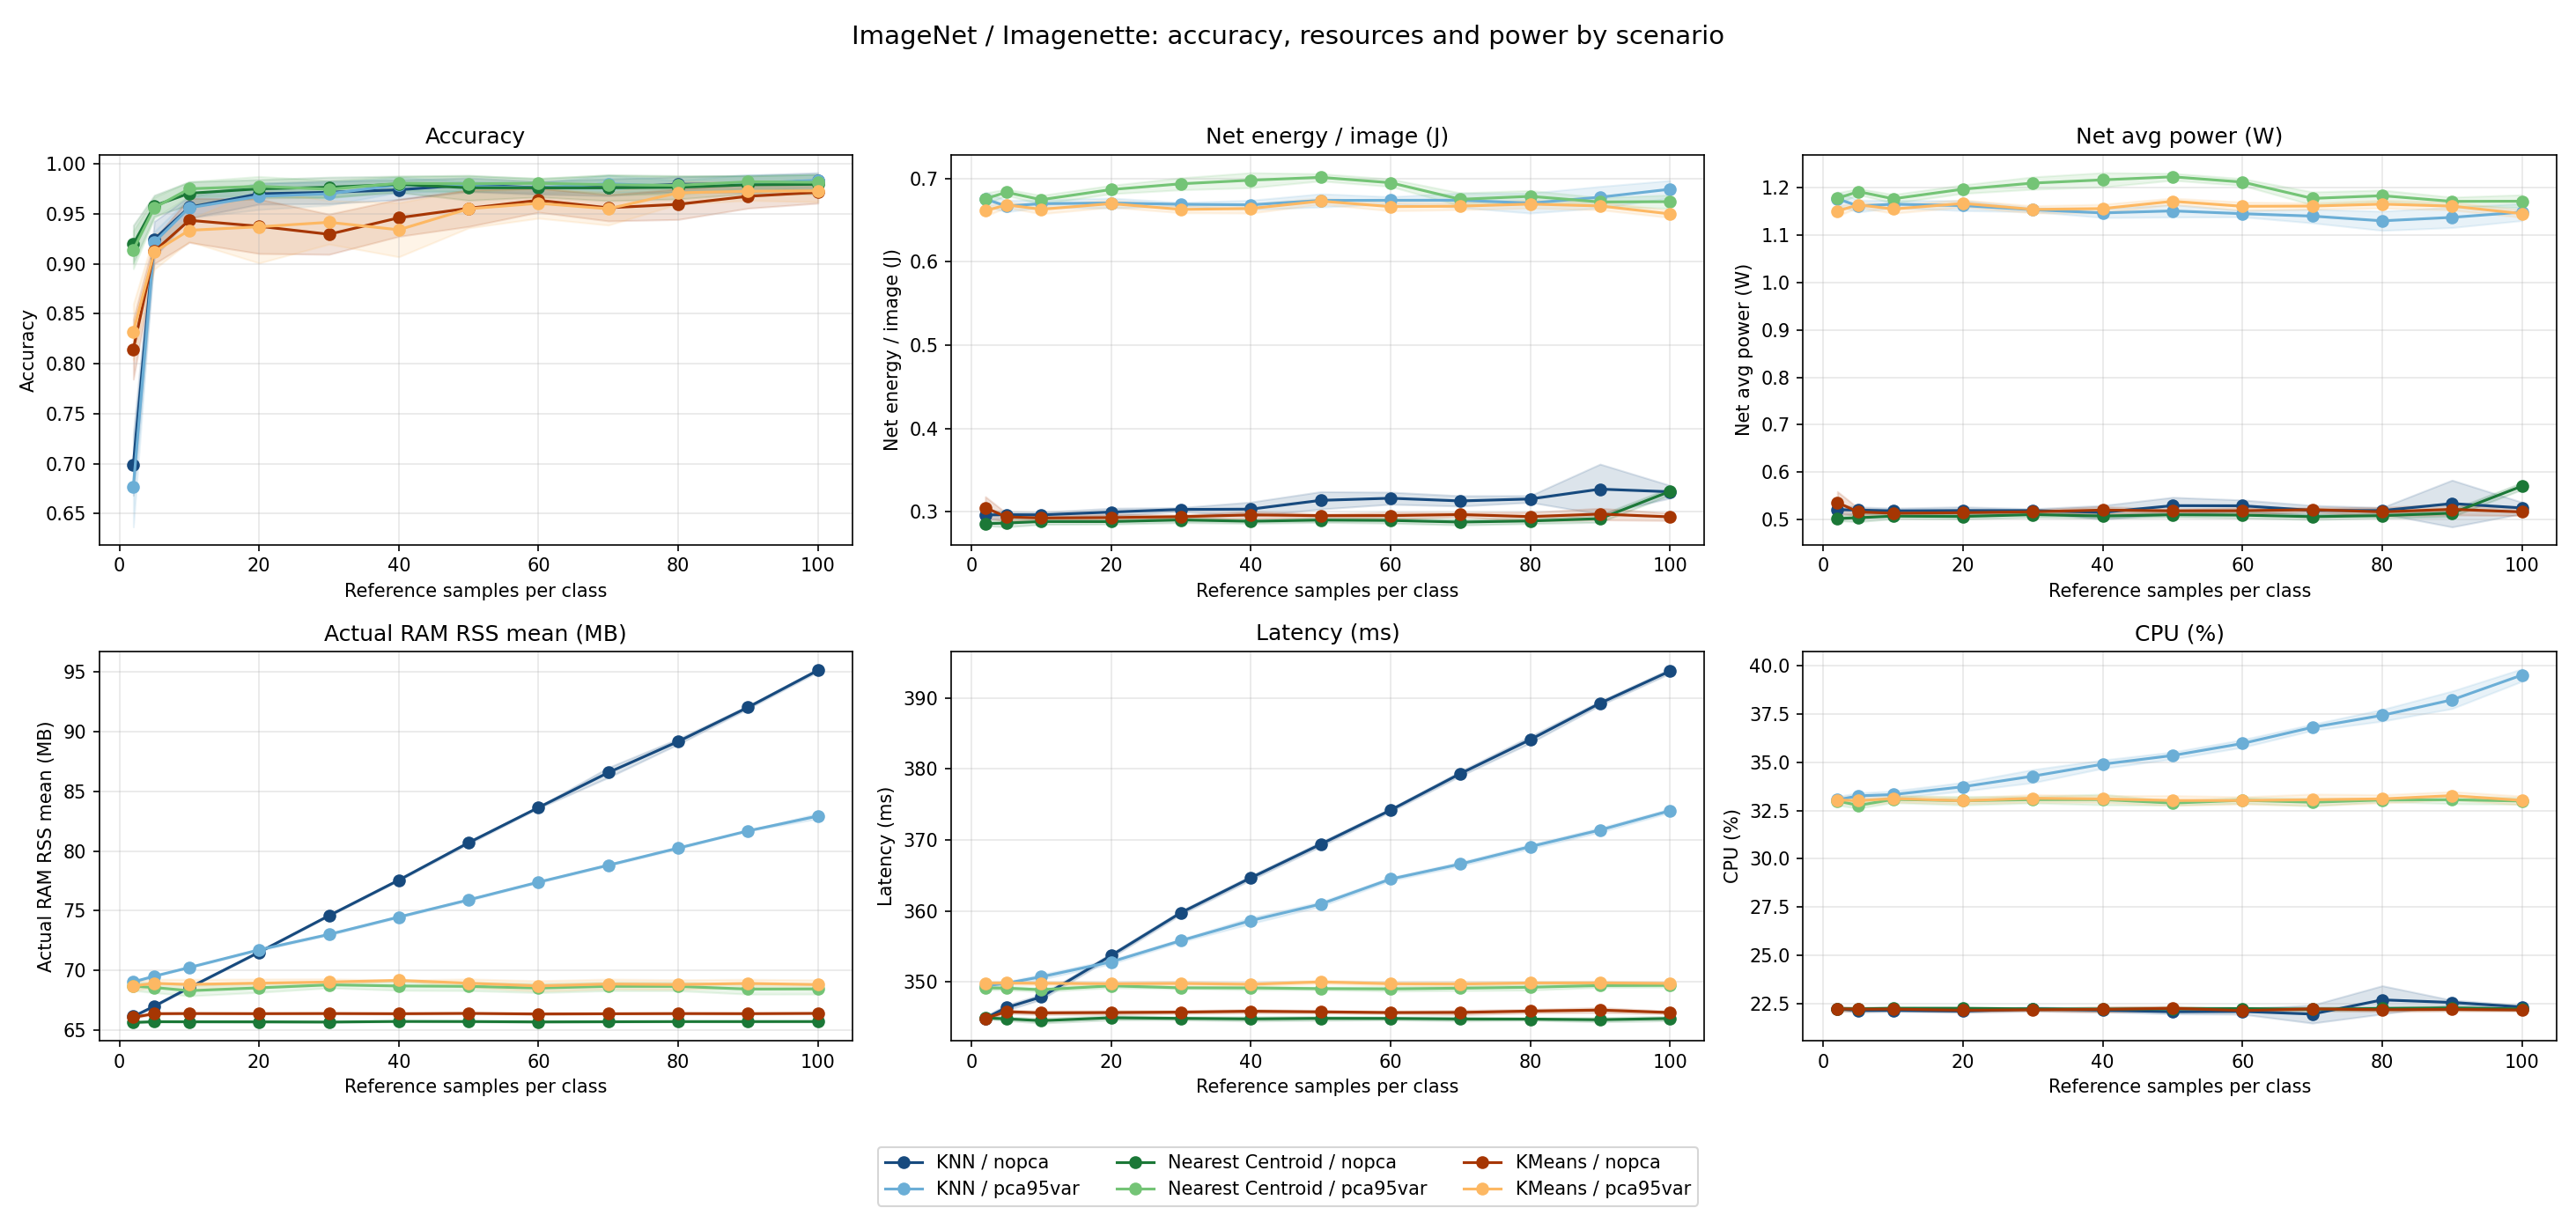 ImageNet / Imagenette: accuracy, resources and power by scenario
Accuracy
Accuracy
1.00
0.95
0.90
0.85
0.80
0.75
0.70
0.65
0 20 40 60 80 100
Reference samples per class
Net energy / image (J)
Net energy / image (J)
0.7
0.6
0.5
0.4
0.3
0 20 40 60 80 100
Reference samples per class
Net avg power (W)
Net avg power (W)
1.2
1.1
1.0
0.9
0.8
0.7
0.6
0.5
0 20 40 60 80 100
Reference samples per class
Actual RAM RSS mean (MB)
Actual RAM RSS mean (MB)
95
90
85
80
75
70
65
0 20 40 60 80 100
Reference samples per class
Latency (ms)
Latency (ms)
390
380
370
360
350
0 20 40 60 80 100
Reference samples per class
CPU (%)
CPU (%)
40.0
37.5
35.0
32.5
30.0
27.5
25.0
22.5
0 20 40 60 80 100
Reference samples per class
KNN / nopca
KNN / pca95var
Nearest Centroid / nopca
Nearest Centroid / pca95var
KMeans / nopca
KMeans / pca95var